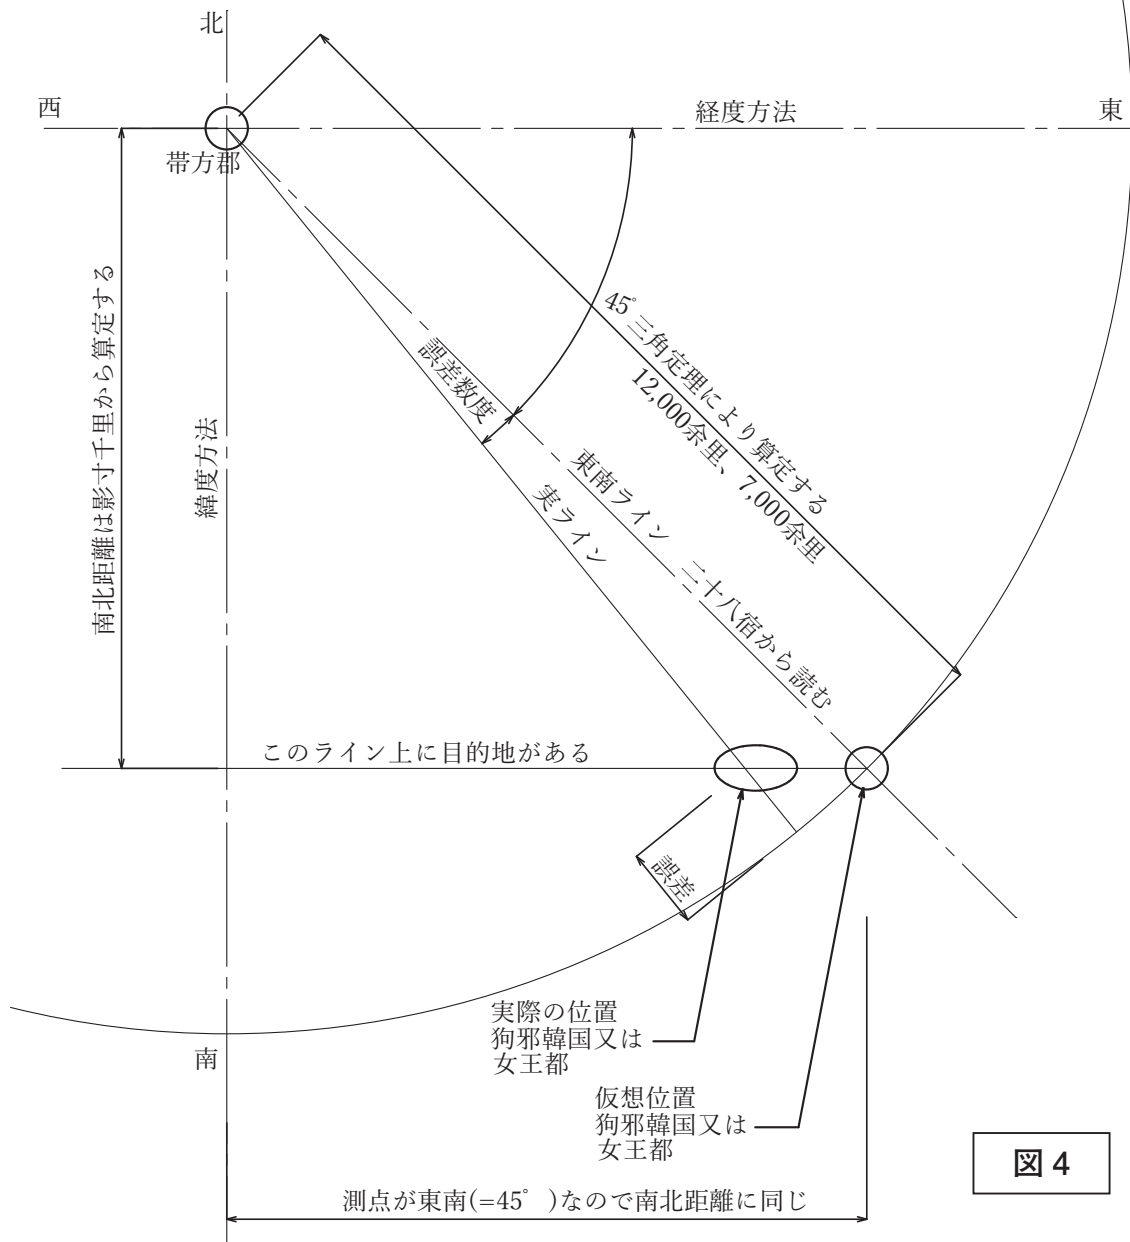 北
西
経度方法
東
帯方郡
南北距離は影寸千里から算定する
緯度方法
45°三角定理により算定する
12,000余里、7,000余里
誤差数度
東南ライン　二十八宿から読む
実ライン
このライン上に目的地がある
誤差
実際の位置
狗邪韓国又は
女王都
南
仮想位置
狗邪韓国又は
女王都
図4
測点が東南(=45°)なので南北距離に同じ